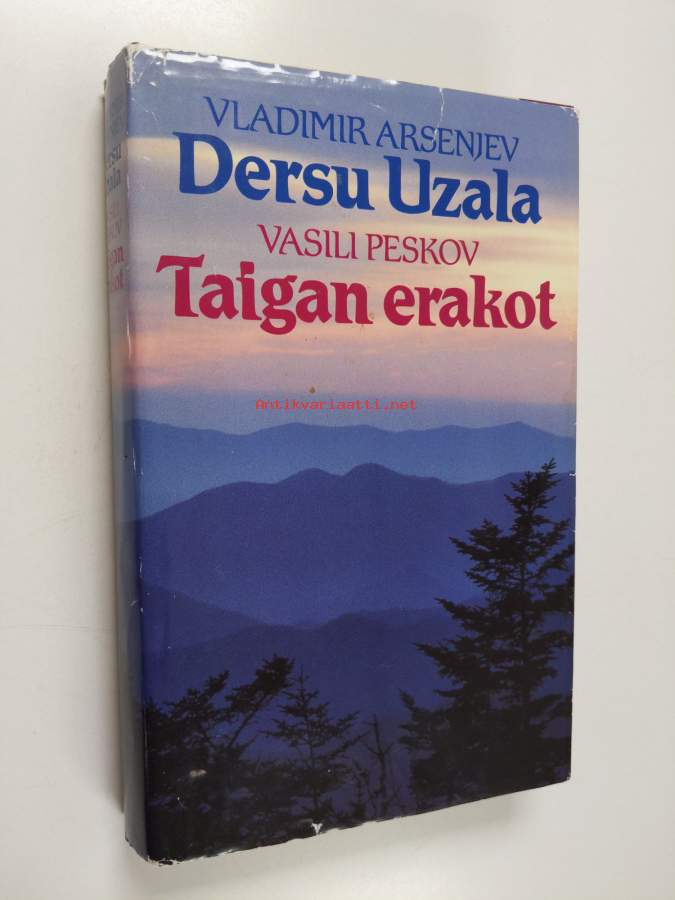 VLADIMIR ARSENJEV
Dersu Uzala
VASILI PESKOV
Taigan erakot
Antikvariaatti.net